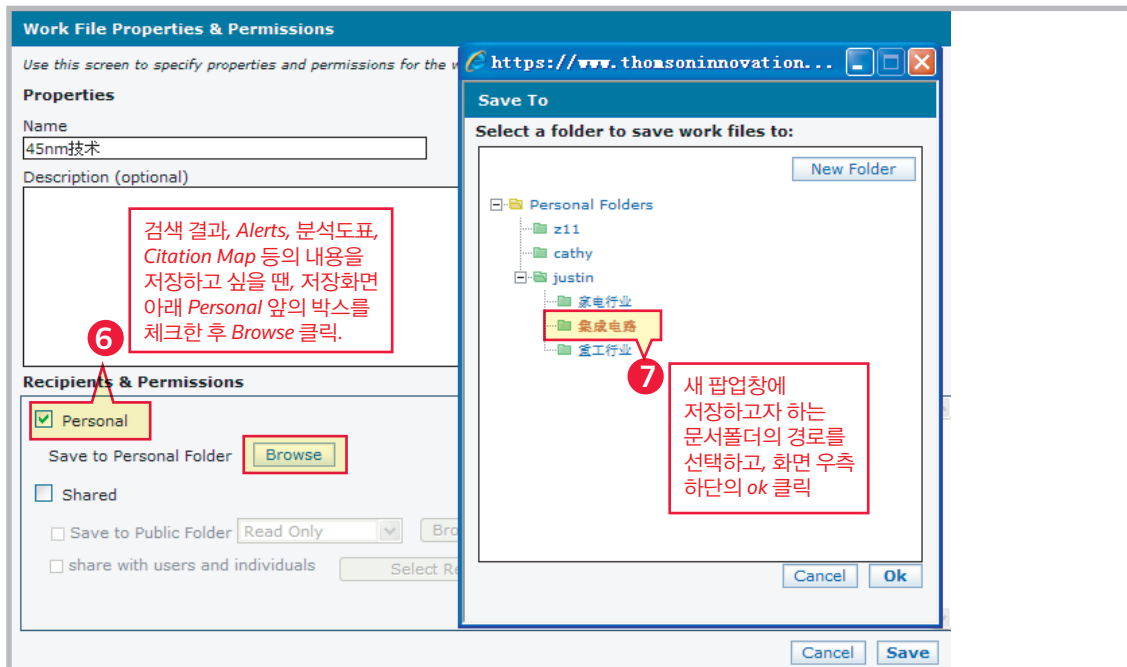 Work File Properties & Permissions
Use this screen to specify properties and permissions for the w
Properties
Name
45nm技术
Description (optional)
검색 결과, Alerts, 분석도표,
Citation Map 등의 내용을
저장하고 싶을 땐, 저장화면
아래 Personal 앞의 박스를
체크한 후 Browse 클릭.
6
Recipients & Permissions
Personal
Save to Personal Folder Browse
Shared
Save to Public Folder Read Only Bro
share with users and individuals Select Re
https://www.thomsoninnovation...
Save To
Select a folder to save work files to:
New Folder
Personal Folders
z11
cathy
justin
家电行业
集成电路
重工行业
7
새 팝업창에
저장하고자 하는
문서폴더의 경로를
선택하고, 화면 우측
하단의 ok 클릭
Cancel Ok
Cancel Save